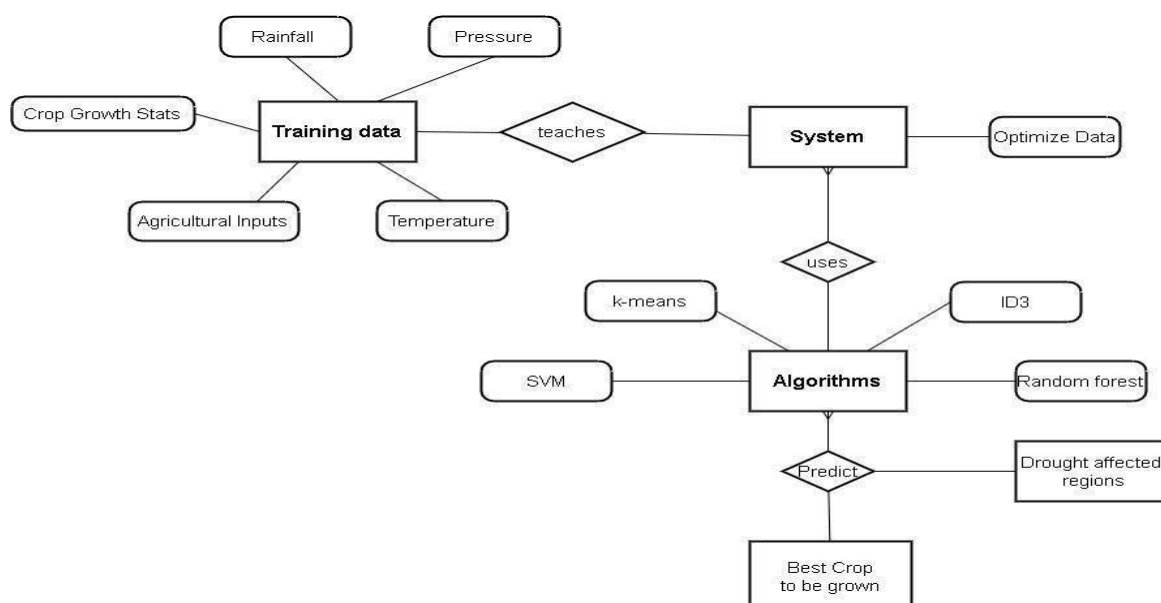 Rainfall
Pressure
Crop Growth Stats
Training data
teaches
System
Optimize Data
Agricultural Inputs
Temperature
uses
k-means
ID3
SVM
Algorithms
Random forest
Predict
Drought affected
regions
Best Crop
to be grown